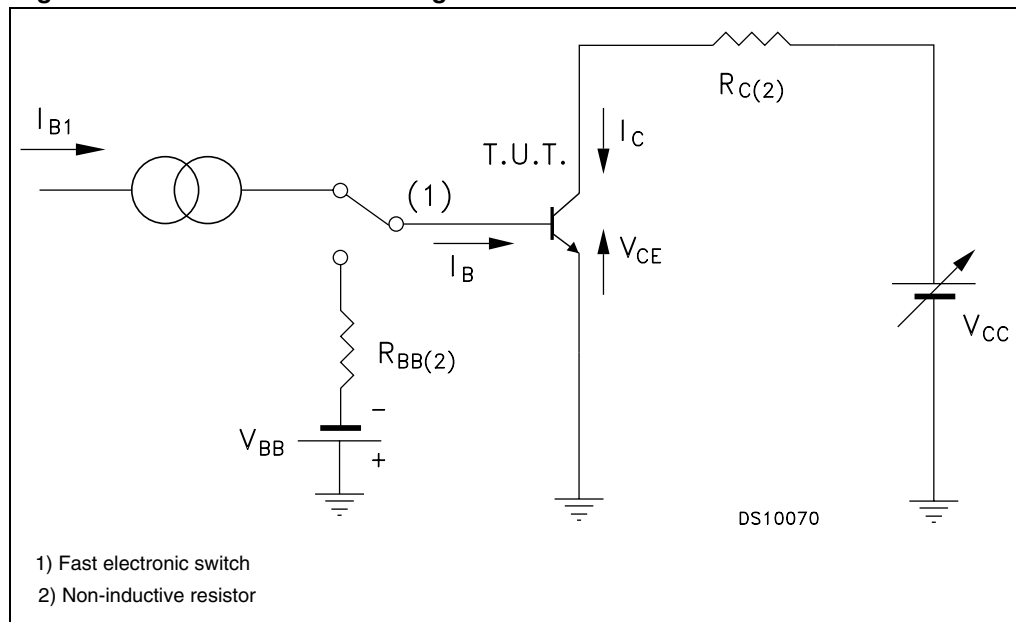 I_B1
(1)
I_B
T.U.T.
I_C
V_CE
R_C(2)
V_CC
R_BB(2)
V_BB
-
+
DS10070
1) Fast electronic switch
2) Non-inductive resistor